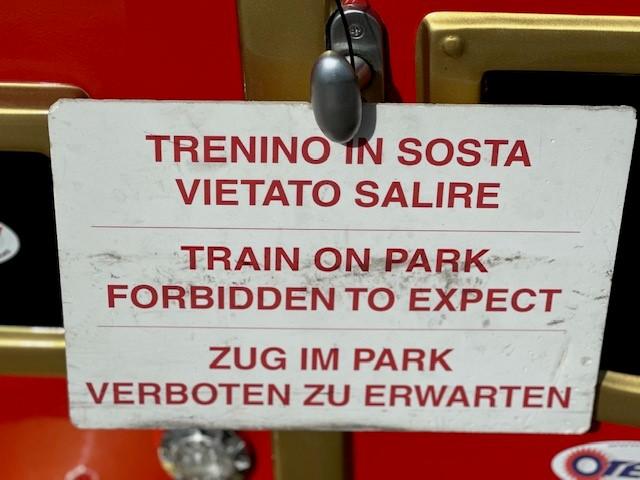 TRENINO IN SOSTA
VIETATO SALIRE
TRAIN ON PARK
FORBIDDEN TO EXPECT
ZUG IM PARK
VERBOTEN ZU ERWARTEN